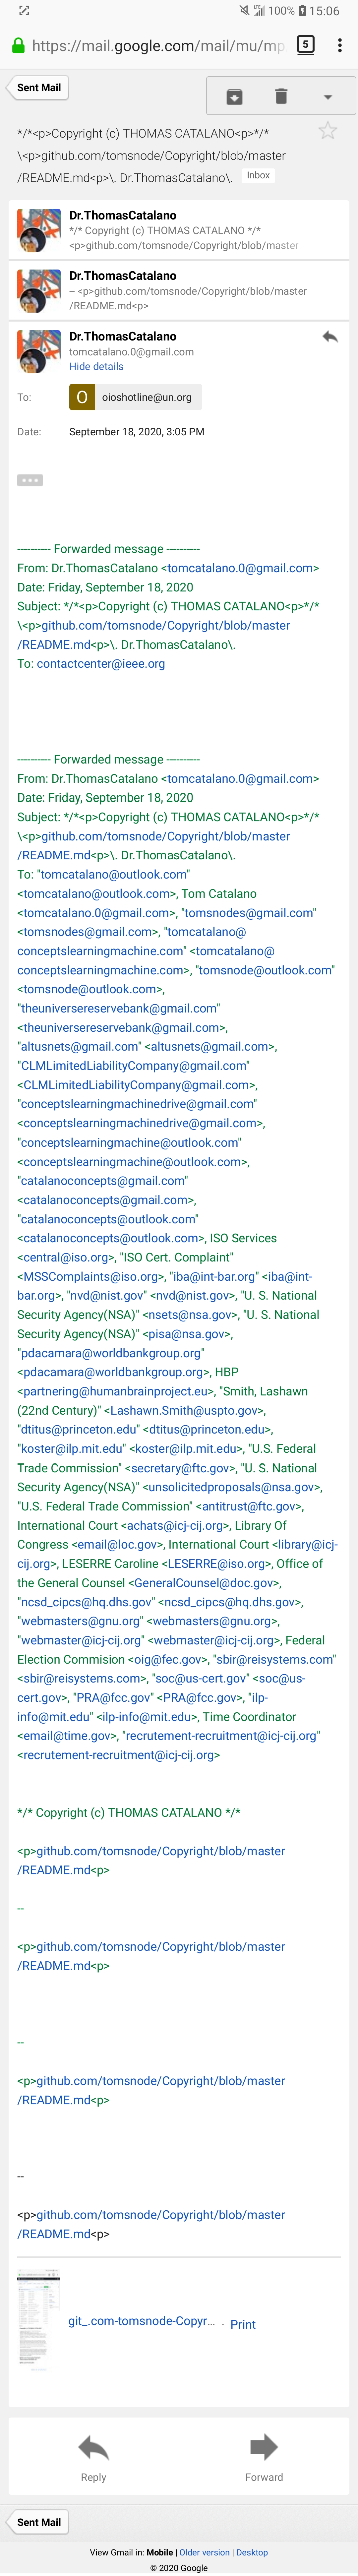 100% 15:06
https://mail.google.com/mail/mu/mp
5
Sent Mail
*/*<p>Copyright (c) THOMAS CATALANO<p>*/*
\<p>github.com/tomsnode/Copyright/blob/master
/README.md<p>\. Dr.ThomasCatalano\. Inbox
Dr.ThomasCatalano
*/* Copyright (c) THOMAS CATALANO */*
<p>github.com/tomsnode/Copyright/blob/master
Dr.ThomasCatalano
-- <p>github.com/tomsnode/Copyright/blob/master
/README.md<p>
Dr.ThomasCatalano
tomcatalano.0@gmail.com
Hide details
To: O oioshotline@un.org
Date: September 18, 2020, 3:05 PM
---------- Forwarded message ----------
From: Dr.ThomasCatalano <tomcatalano.0@gmail.com>
Date: Friday, September 18, 2020
Subject: */*<p>Copyright (c) THOMAS CATALANO<p>*/*
\<p>github.com/tomsnode/Copyright/blob/master
/README.md<p>\. Dr.ThomasCatalano\.
To: contactcenter@ieee.org
---------- Forwarded message ----------
From: Dr.ThomasCatalano <tomcatalano.0@gmail.com>
Date: Friday, September 18, 2020
Subject: */*<p>Copyright (c) THOMAS CATALANO<p>*/*
\<p>github.com/tomsnode/Copyright/blob/master
/README.md<p>\. Dr.ThomasCatalano\.
To: "tomcatalano@outlook.com"
<tomcatalano@outlook.com>, Tom Catalano
<tomcatalano.0@gmail.com>, "tomsnodes@gmail.com"
<tomsnodes@gmail.com>, "tomcatalano@
conceptslearningmachine.com" <tomcatalano@
conceptslearningmachine.com>, "tomsnode@outlook.com"
<tomsnode@outlook.com>,
"theuniversereservebank@gmail.com"
<theuniversereservebank@gmail.com>,
"altusnets@gmail.com" <altusnets@gmail.com>,
"CLMLimitedLiabilityCompany@gmail.com"
<CLMLimitedLiabilityCompany@gmail.com>,
"conceptslearningmachinedrive@gmail.com"
<conceptslearningmachinedrive@gmail.com>,
"conceptslearningmachine@outlook.com"
<conceptslearningmachine@outlook.com>,
"catalanoconcepts@gmail.com"
<catalanoconcepts@gmail.com>,
"catalanoconcepts@outlook.com"
<catalanoconcepts@outlook.com>, ISO Services
<central@iso.org>, "ISO Cert. Complaint"
<MSSComplaints@iso.org>, "iba@int-bar.org" <iba@int-
bar.org>, "nvd@nist.gov" <nvd@nist.gov>, "U. S. National
Security Agency(NSA)" <nsets@nsa.gov>, "U. S. National
Security Agency(NSA)" <pisa@nsa.gov>,
"pdacamara@worldbankgroup.org"
<pdacamara@worldbankgroup.org>, HBP
<partnering@humanbrainproject.eu>, "Smith, Lashawn
(22nd Century)" <Lashawn.Smith@uspto.gov>,
"dtitus@princeton.edu" <dtitus@princeton.edu>,
"koster@ilp.mit.edu" <koster@ilp.mit.edu>, "U.S. Federal
Trade Commission" <secretary@ftc.gov>, "U. S. National
Security Agency(NSA)" <unsolicitedproposals@nsa.gov>,
"U.S. Federal Trade Commission" <antitrust@ftc.gov>,
International Court <achats@icj-cij.org>, Library Of
Congress <email@loc.gov>, International Court <library@icj-
cij.org>, LESERRE Caroline <LESERRE@iso.org>, Office of
the General Counsel <GeneralCounsel@doc.gov>,
"ncsd_cipcs@hq.dhs.gov" <ncsd_cipcs@hq.dhs.gov>,
"webmasters@gnu.org" <webmasters@gnu.org>,
"webmaster@icj-cij.org" <webmaster@icj-cij.org>, Federal
Election Commision <oig@fec.gov>, "sbir@reisystems.com"
<sbir@reisystems.com>, "soc@us-cert.gov" <soc@us-
cert.gov>, "PRA@fcc.gov" <PRA@fcc.gov>, "ilp-
info@mit.edu" <ilp-info@mit.edu>, Time Coordinator
<email@time.gov>, "recrutement-recruitment@icj-cij.org"
<recrutement-recruitment@icj-cij.org>
*/* Copyright (c) THOMAS CATALANO */*
<p>github.com/tomsnode/Copyright/blob/master
/README.md<p>
--
<p>github.com/tomsnode/Copyright/blob/master
/README.md<p>
--
<p>github.com/tomsnode/Copyright/blob/master
/README.md<p>
--
<p>github.com/tomsnode/Copyright/blob/master
/README.md<p>
git_.com-tomsnode-Copyr... · Print
Reply Forward
Sent Mail
View Gmail in: Mobile | Older version | Desktop
© 2020 Google